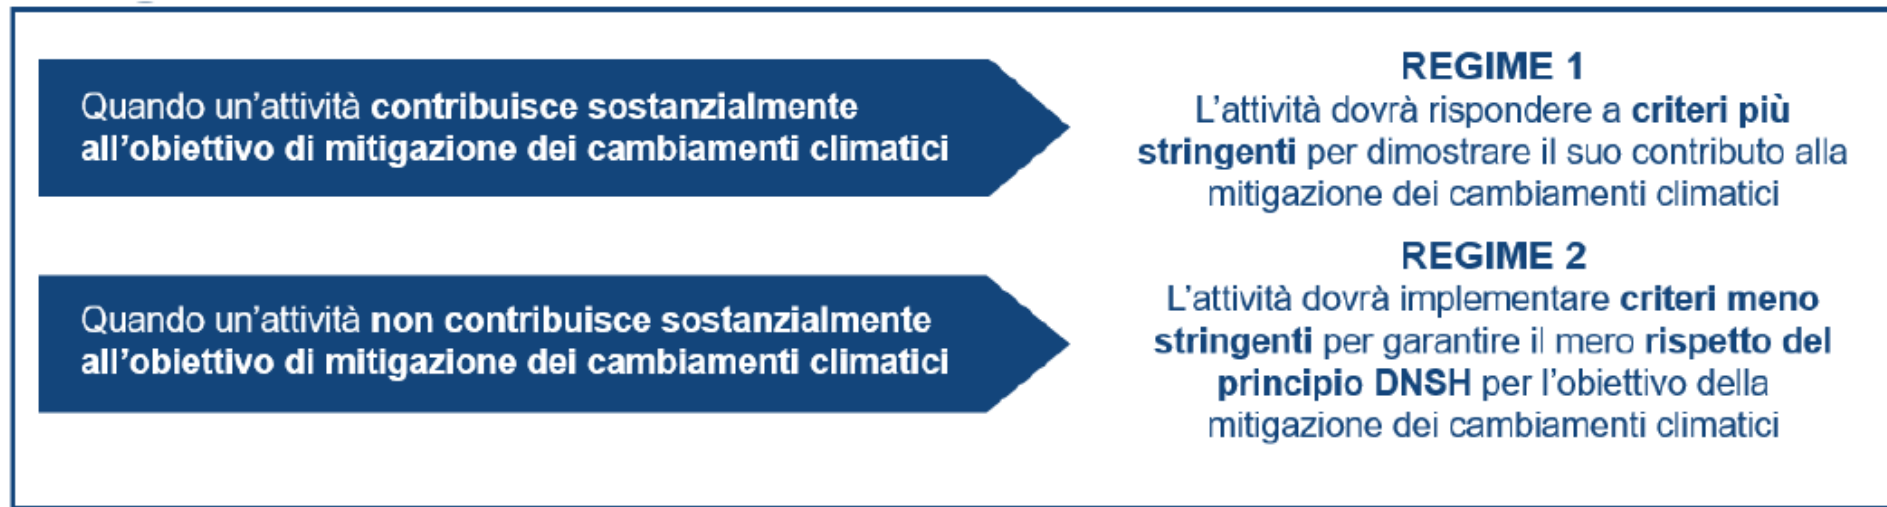 Quando un'attività contribuisce sostanzialmente
all'obiettivo di mitigazione dei cambiamenti climatici
REGIME 1
L'attività dovrà rispondere a criteri più
stringenti per dimostrare il suo contributo alla
mitigazione dei cambiamenti climatici
Quando un'attività non contribuisce sostanzialmente
all'obiettivo di mitigazione dei cambiamenti climatici
REGIME 2
L'attività dovrà implementare criteri meno
stringenti per garantire il mero rispetto del
principio DNSH per l'obiettivo della
mitigazione dei cambiamenti climatici